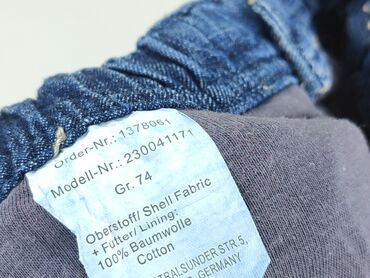 Order-Nr.: 1378061
Modell-Nr.: 230041171
Gr. 74
Oberstoff/ Shell Fabric
+ Futter/ Lining:
100% Baumwolle
Cotton
TRALSUNDER STR.5,
GERMANY